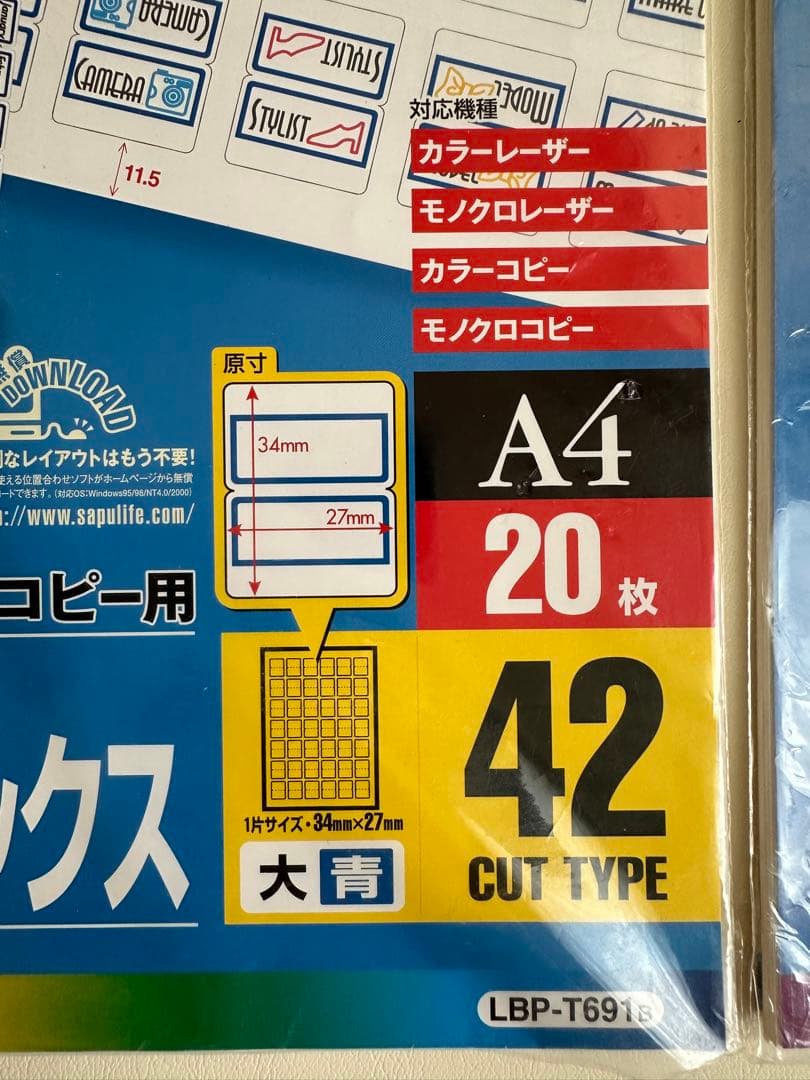 CAMERA
CAMERA
STYLIST
STYLIST
MODEL
11.5
対応機種
カラーレーザー
モノクロレーザー
カラーコピー
モノクロコピー
DOWNLOAD
なレイアウトはもう不要!
使える位置合わせソフトがホームページから無償
ードできます。(対応OS:Windows95/98/NT4.0/2000)
://www.sapulife.com/
原寸
34mm
27mm
A4
20枚
コピー用
ックス
1片サイズ・34mm×27mm
大 青
42
CUT TYPE
LBP-T691B